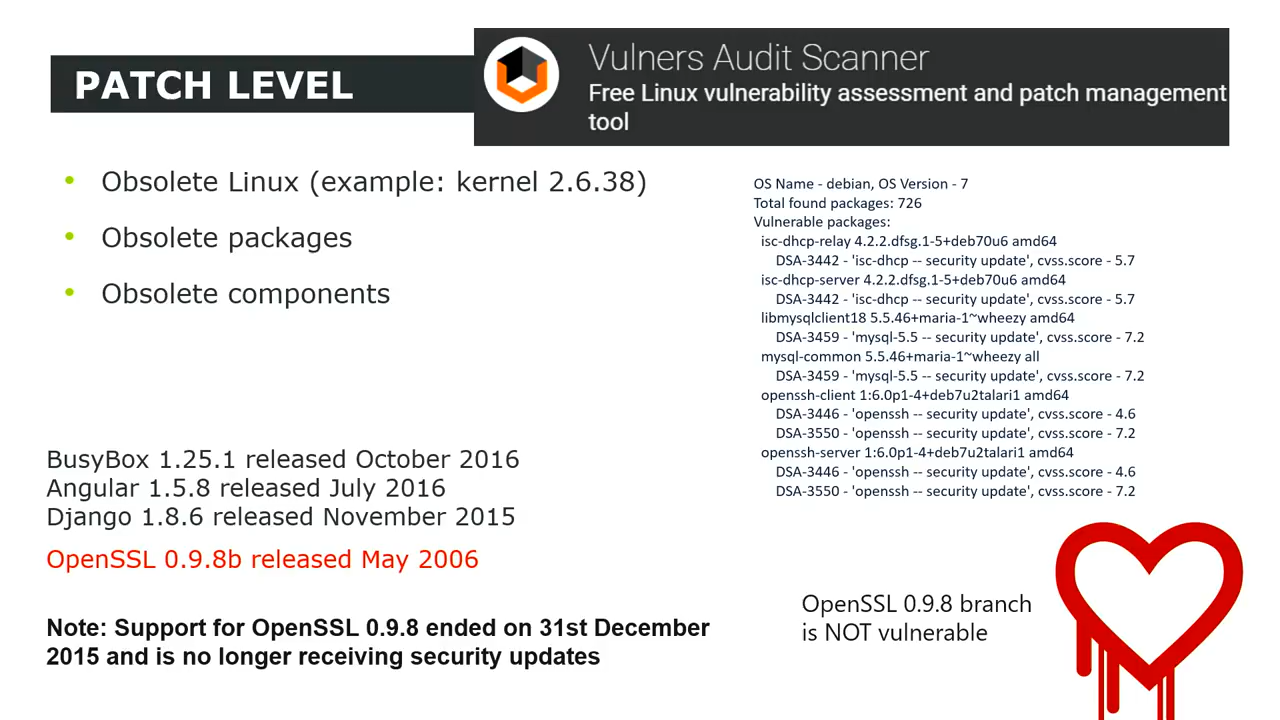 PATCH LEVEL
Vulners Audit Scanner
Free Linux vulnerability assessment and patch management
tool
• Obsolete Linux (example: kernel 2.6.38)
• Obsolete packages
• Obsolete components
OS Name - debian, OS Version - 7
Total found packages: 726
Vulnerable packages:
isc-dhcp-relay 4.2.2.dfsg.1-5+deb70u6 amd64
DSA-3442 - 'isc-dhcp -- security update', cvss.score - 5.7
isc-dhcp-server 4.2.2.dfsg.1-5+deb70u6 amd64
DSA-3442 - 'isc-dhcp -- security update', cvss.score - 5.7
libmysqlclient18 5.5.46+maria-1~wheezy amd64
DSA-3459 - 'mysql-5.5 -- security update', cvss.score - 7.2
mysql-common 5.5.46+maria-1~wheezy all
DSA-3459 - 'mysql-5.5 -- security update', cvss.score - 7.2
openssh-client 1:6.0p1-4+deb7u2talari1 amd64
DSA-3446 - 'openssh -- security update', cvss.score - 4.6
DSA-3550 - 'openssh -- security update', cvss.score - 7.2
openssh-server 1:6.0p1-4+deb7u2talari1 amd64
DSA-3446 - 'openssh -- security update', cvss.score - 4.6
DSA-3550 - 'openssh -- security update', cvss.score - 7.2
BusyBox 1.25.1 released October 2016
Angular 1.5.8 released July 2016
Django 1.8.6 released November 2015
OpenSSL 0.9.8b released May 2006
Note: Support for OpenSSL 0.9.8 ended on 31st December
2015 and is no longer receiving security updates
OpenSSL 0.9.8 branch
is NOT vulnerable